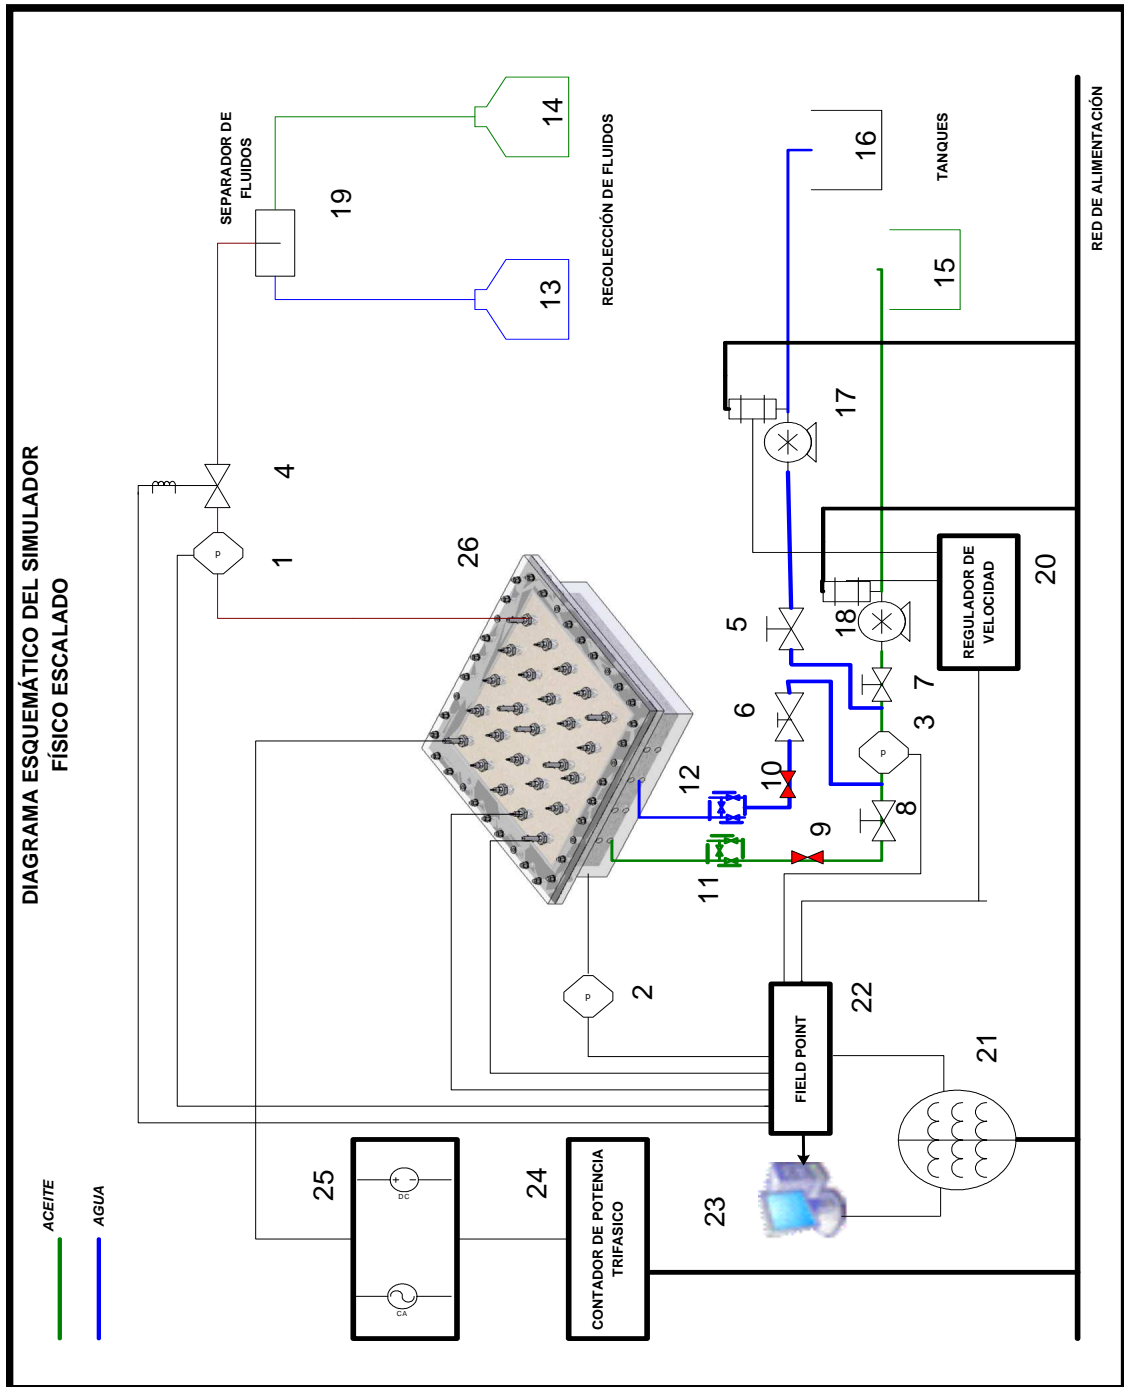 DIAGRAMA ESQUEMÁTICO DEL SIMULADOR
FÍSICO ESCALADO
ACEITE
AGUA
25
CA
DC
+ -
24
CONTADOR DE POTENCIA
TRIFASICO
23
FIELD POINT
22
21
P
2
P
1
4
26
SEPARADOR DE
FLUIDOS
19
13
14
RECOLECCIÓN DE FLUIDOS
11
12
9
10
8
P
3
6
7
5
18
17
REGULADOR DE
VELOCIDAD
20
15
16
TANQUES
RED DE ALIMENTACIÓN